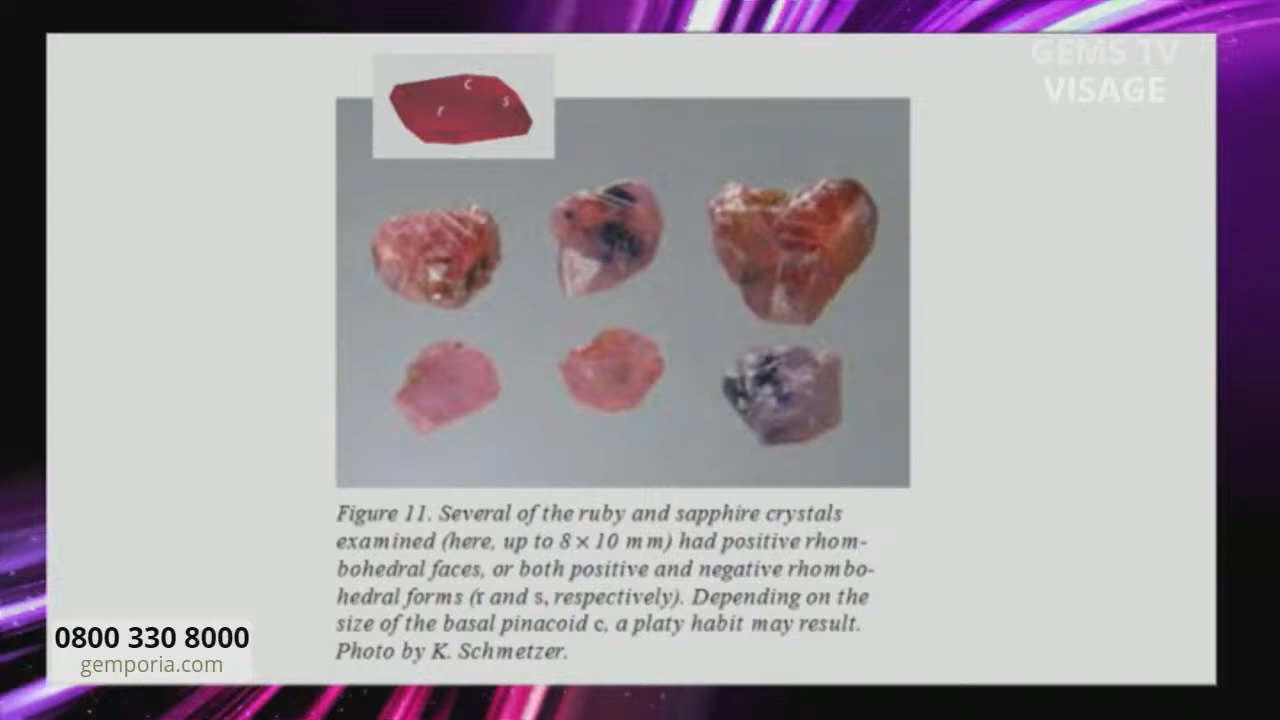 GEMS TV
VISAGE
c
r
s
Figure 11. Several of the ruby and sapphire crystals
examined (here, up to 8 × 10 mm) had positive rhom-
bohedral faces, or both positive and negative rhombo-
hedral forms (r and s, respectively). Depending on the
size of the basal pinacoid c, a platy habit may result.
Photo by K. Schmetzer.
0800 330 8000
gemporia.com